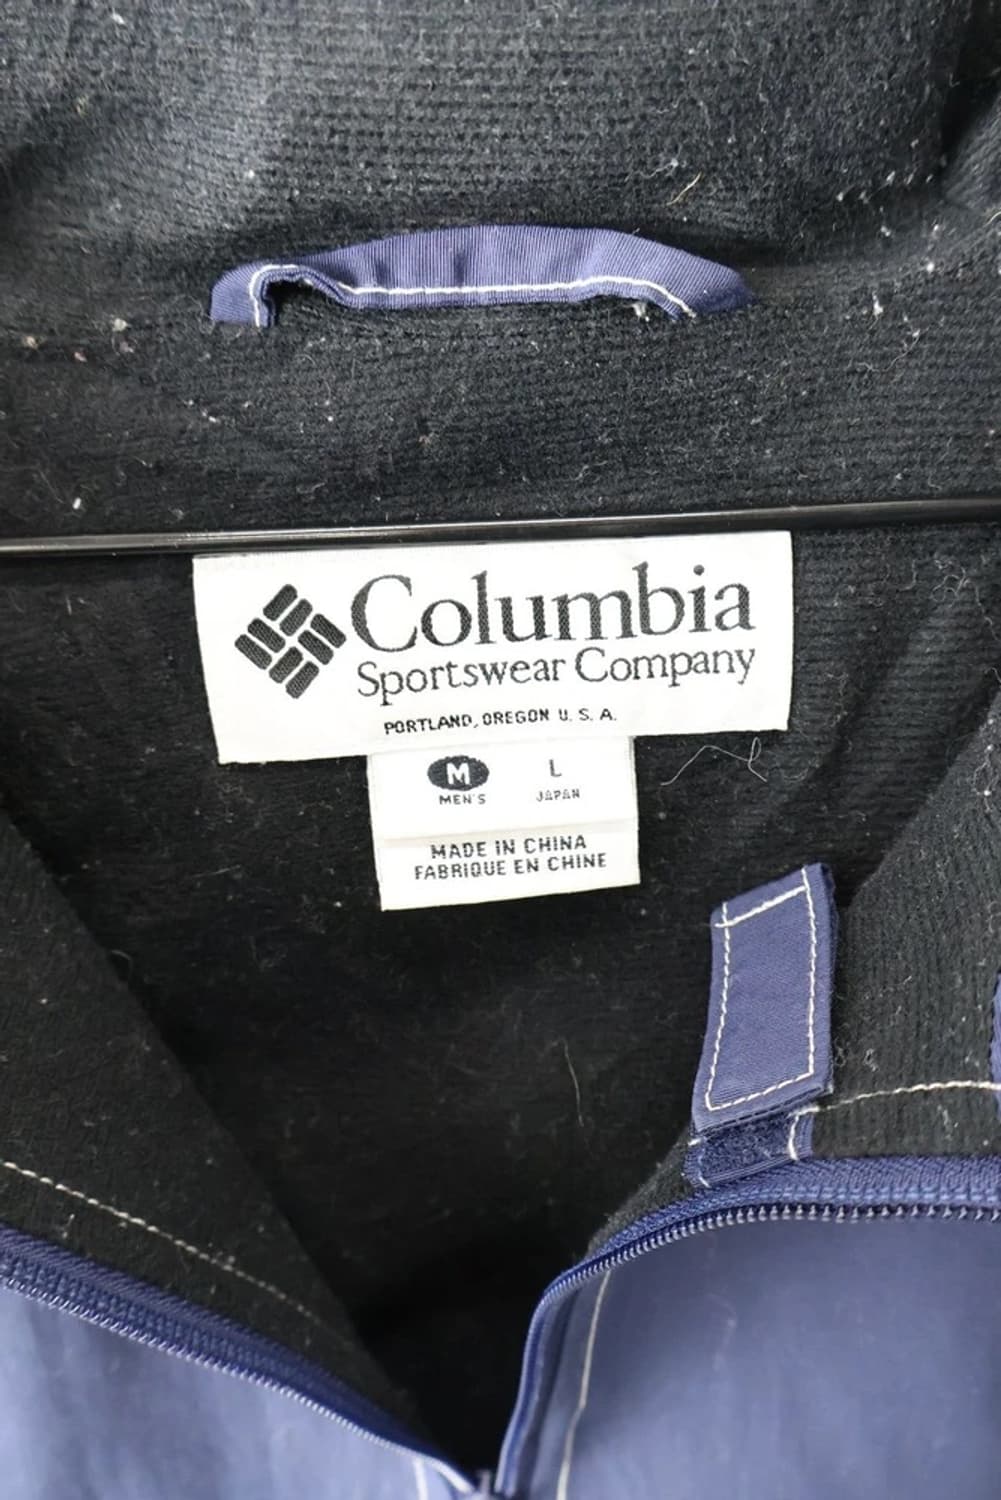 Columbia
Sportswear Company
PORTLAND, OREGON U. S. A.
M L
MEN'S JAPAN
MADE IN CHINA
FABRIQUE EN CHINE